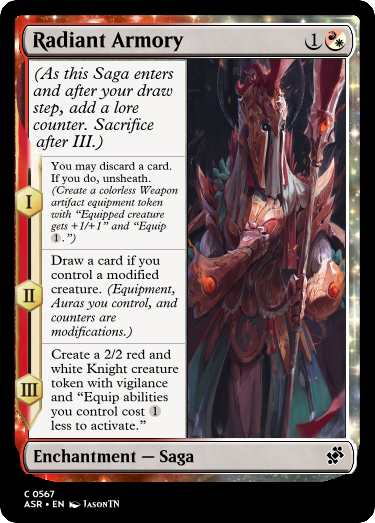 Radiant Armory 1
(As this Saga enters
and after your draw
step, add a lore
counter. Sacrifice
after III.)
I
You may discard a card.
If you do, unsheath.
(Create a colorless Weapon
artifact equipment token
with “Equipped creature
gets +1/+1” and “Equip
1.”)
II
Draw a card if you
control a modified
creature. (Equipment,
Auras you control, and
counters are
modifications.)
III
Create a 2/2 red and
white Knight creature
token with vigilance
and “Equip abilities
you control cost 1
less to activate.”
Enchantment — Saga
C 0567
ASR • EN JasonTN